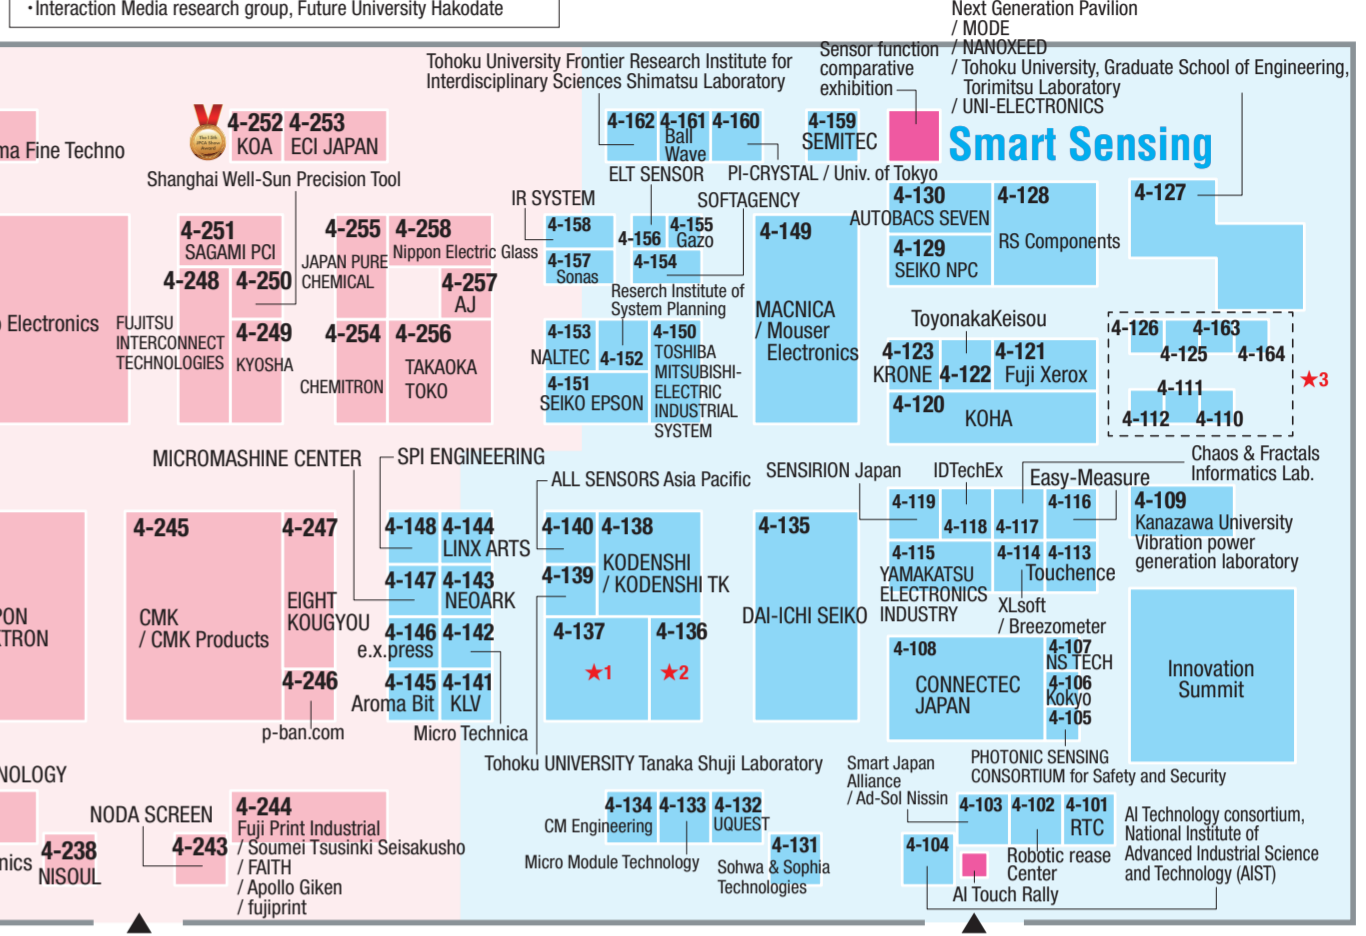 ・Interaction Media research group, Future University Hakodate
Next Generation Pavilion
/ MODE
/ NANOXEED
/ Tohoku University, Graduate School of Engineering,
Torimitsu Laboratory
/ UNI-ELECTRONICS
Sensor function
comparative
exhibition
Tohoku University Frontier Research Institute for
Interdisciplinary Sciences Shimatsu Laboratory
Smart Sensing
ma Fine Techno
4-252
KOA
4-253
ECI JAPAN
4-162
4-161
Ball
Wave
4-160
4-159
SEMITEC
Shanghai Well-Sun Precision Tool
ELT SENSOR
PI-CRYSTAL / Univ. of Tokyo
IR SYSTEM
SOFTAGENCY
4-251
SAGAMI PCI
4-255
JAPAN PURE
CHEMICAL
4-258
Nippon Electric Glass
4-158
4-157
Sonas
4-156
4-155
Gazo
4-154
4-149
MACNICA
/ Mouser
Electronics
4-130
AUTOBACS SEVEN
4-129
SEIKO NPC
4-128
RS Components
4-127
4-248
FUJITSU
INTERCONNECT
TECHNOLOGIES
4-250
4-249
KYOSHA
4-257
AJ
4-254
CHEMITRON
4-256
TAKAOKA
TOKO
o Electronics
Reserch Institute of
System Planning
4-153
NALTEC
4-152
4-151
SEIKO EPSON
4-150
TOSHIBA
MITSUBISHI-
ELECTRIC
INDUSTRIAL
SYSTEM
ToyonakaKeisou
4-123
KRONE
4-122
4-121
Fuji Xerox
4-120
KOHA
4-126
4-163
4-125
4-164
4-111
4-112
4-110
★3
MICROMASHINE CENTER
SPI ENGINEERING
ALL SENSORS Asia Pacific
SENSIRION Japan
IDTechEx
Easy-Measure
Chaos & Fractals
Informatics Lab.
4-245
CMK
/ CMK Products
4-247
EIGHT
KOUGYOU
4-246
p-ban.com
PON
TRON
4-148
4-144
LINX ARTS
4-147
4-143
NEOARK
4-146
e.x.press
4-142
4-145
Aroma Bit
4-141
KLV
Micro Technica
4-140
4-138
KODENSHI
/ KODENSHI TK
4-139
4-137
★1
4-136
★2
4-135
DAI-ICHI SEIKO
4-119
4-118
4-117
4-116
4-109
Kanazawa University
Vibration power
generation laboratory
4-115
YAMAKATSU
ELECTRONICS
INDUSTRY
4-114
4-113
Touchence
XLsoft
/ Breezometer
4-108
CONNECTEC
JAPAN
4-107
NS TECH
4-106
Kokyo
4-105
Innovation
Summit
Tohoku UNIVERSITY Tanaka Shuji Laboratory
PHOTONIC SENSING
CONSORTIUM for Safety and Security
Smart Japan
Alliance
/ Ad-Sol Nissin
NOLOGY
NODA SCREEN
4-244
Fuji Print Industrial
/ Soumei Tsusinki Seisakusho
/ FAITH
/ Apollo Giken
/ fujiprint
4-243
nics
4-238
NISOUL
4-134
CM Engineering
4-133
4-132
UQUEST
Micro Module Technology
4-131
Sohwa & Sophia
Technologies
4-103
4-102
4-101
RTC
4-104
Robotic rease
Center
AI Touch Rally
AI Technology consortium,
National Institute of
Advanced Industrial Science
and Technology (AIST)